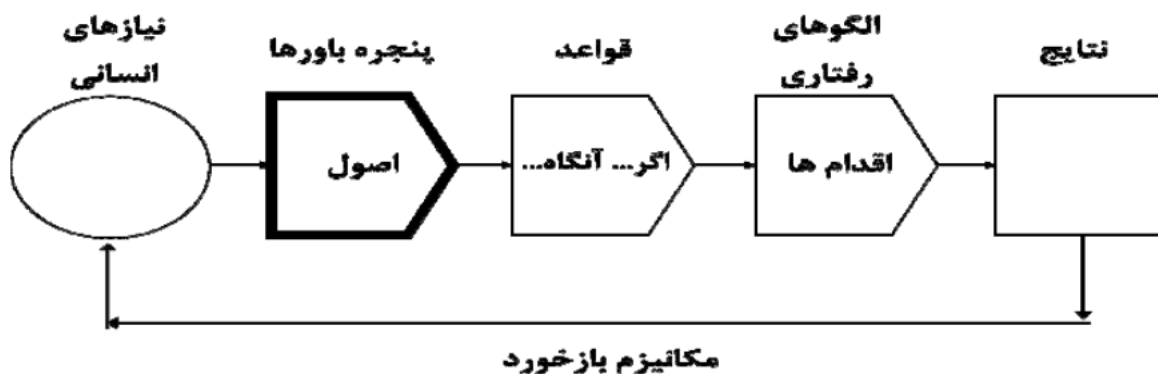 نیازهای
انسانی
پنجره باورها
قواعد
الگوهای
رفتاری
نتایج
اصول
اگر... آنگاه...
اقدام ها
مکانیزم بازخورد